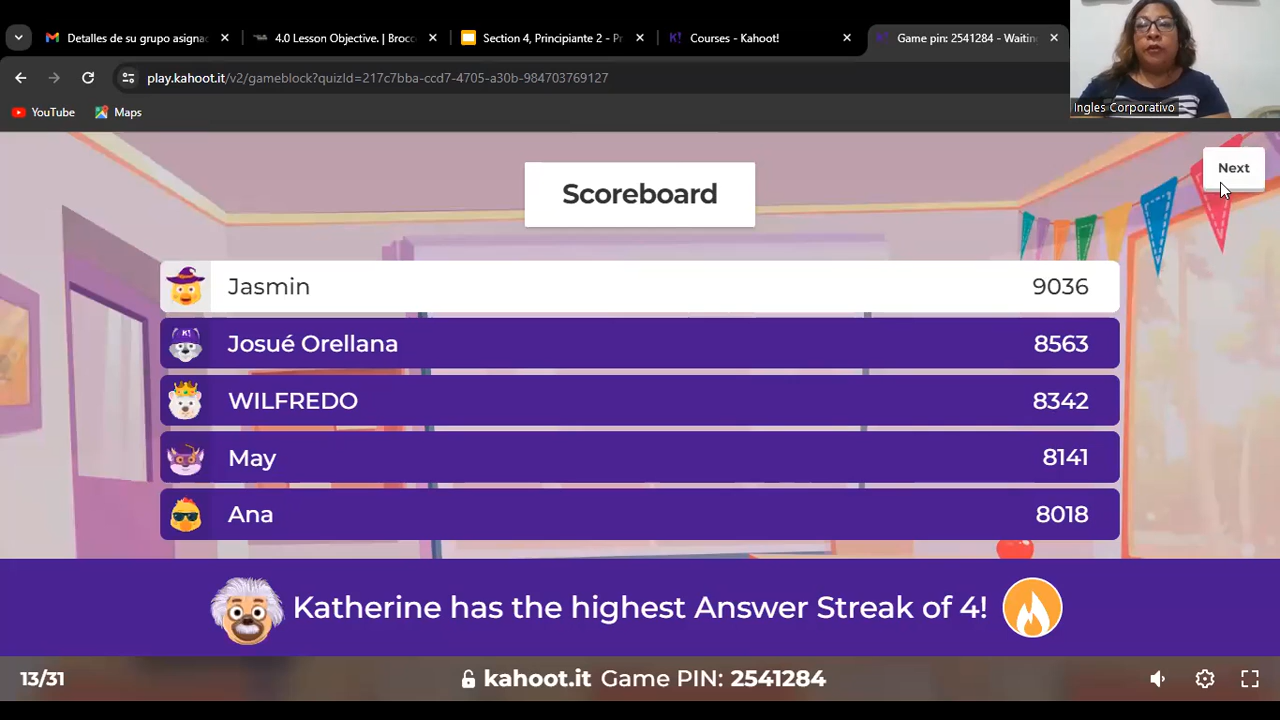 Detalles de su grupo asigna
4.0 Lesson Objective. | Brocc
Section 4, Principiante 2 - Pr
Courses - Kahoot!
Game pin: 2541284 - Waitin
play.kahoot.it/v2/gameblock?quizId=217c7bba-ccd7-4705-a30b-984703769127
YouTube
Maps
Ingles Corporativo
Next
Scoreboard
Jasmin 9036
K!
Josué Orellana 8563
WILFREDO 8342
May 8141
Ana 8018
Katherine has the highest Answer Streak of 4!
13/31
kahoot.it Game PIN: 2541284